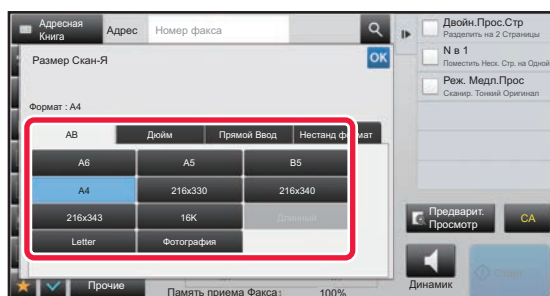 Адресная
Книга
Адрес
Номер факса
Размер Скан-Я
OK
Формат : A4
AB
Дюйм
Прямой Ввод
Нестанд формат
A6
A5
B5
A4
216x330
216x340
216x343
16K
Длинный
Letter
Фотография
Прочие
Память приема Факса:
100%
Двойн.Прос.Стр
Разделить на 2 Страницы
N в 1
Поместить Неск. Стр. на Одной
Реж. Медл.Прос
Сканир. Тонкий Оригинал
Предварит.
Просмотр
CA
Динамик
Старт